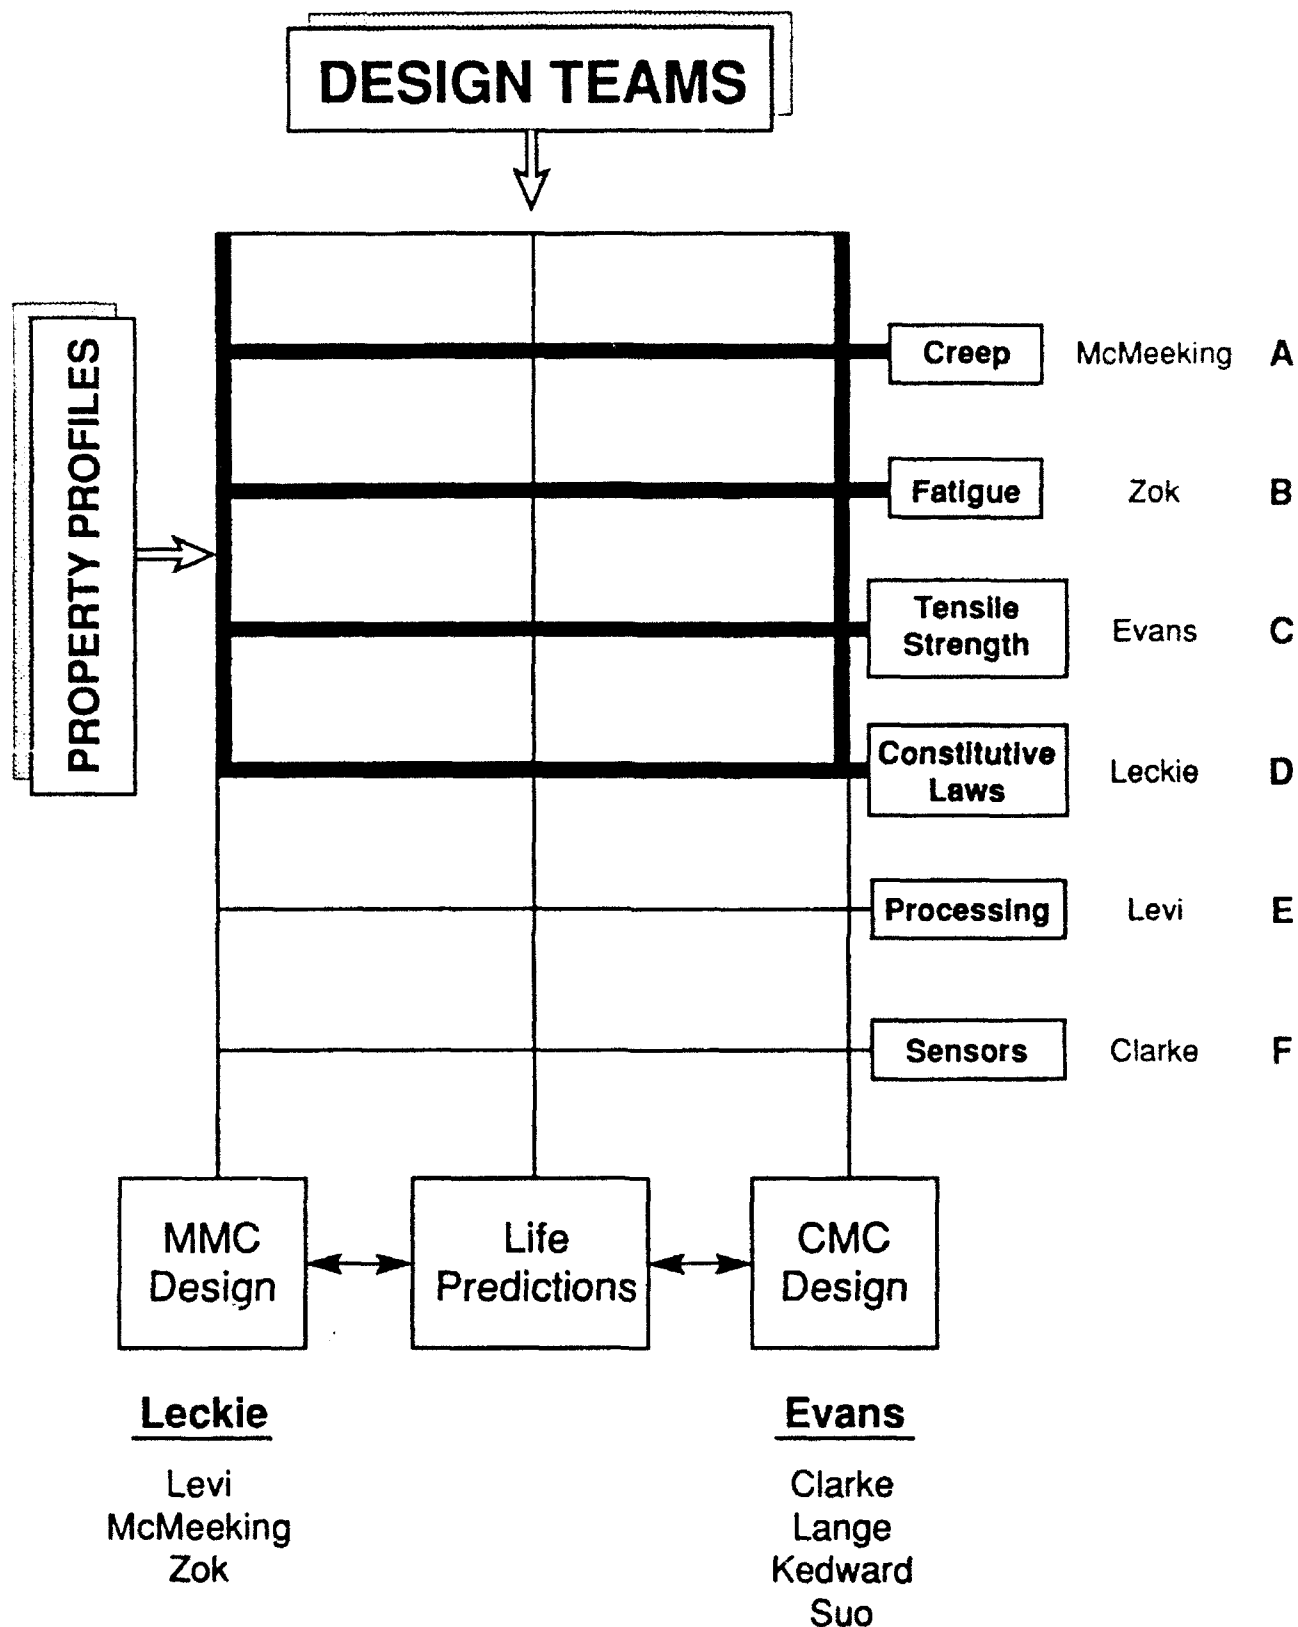 DESIGN TEAMS
PROPERTY PROFILES
Creep McMeeking A
Fatigue Zok B
Tensile
Strength Evans C
Constitutive
Laws Leckie D
Processing Levi E
Sensors Clarke F
MMC
Design
Life
Predictions
CMC
Design
Leckie
Levi
McMeeking
Zok
Evans
Clarke
Lange
Kedward
Suo